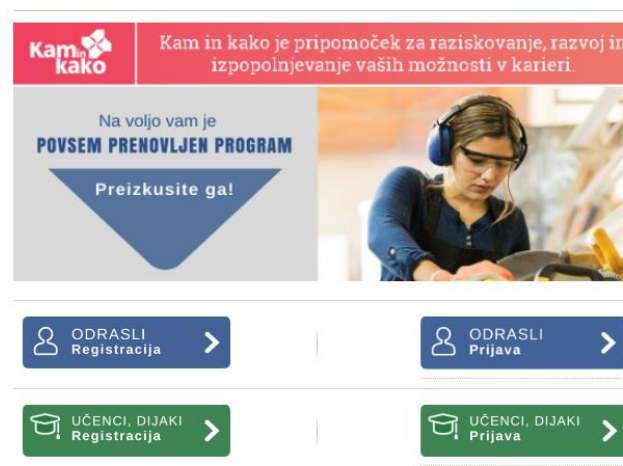 Kam in kako
Kam in kako je pripomoček za raziskovanje, razvoj in
izpopolnjevanje vaših možnosti v karieri.
Na voljo vam je
POVSEM PRENOVLJEN PROGRAM
Preizkusite ga!
ODRASLI
Registracija
ODRASLI
Prijava
UČENCI, DIJAKI
Registracija
UČENCI, DIJAKI
Prijava